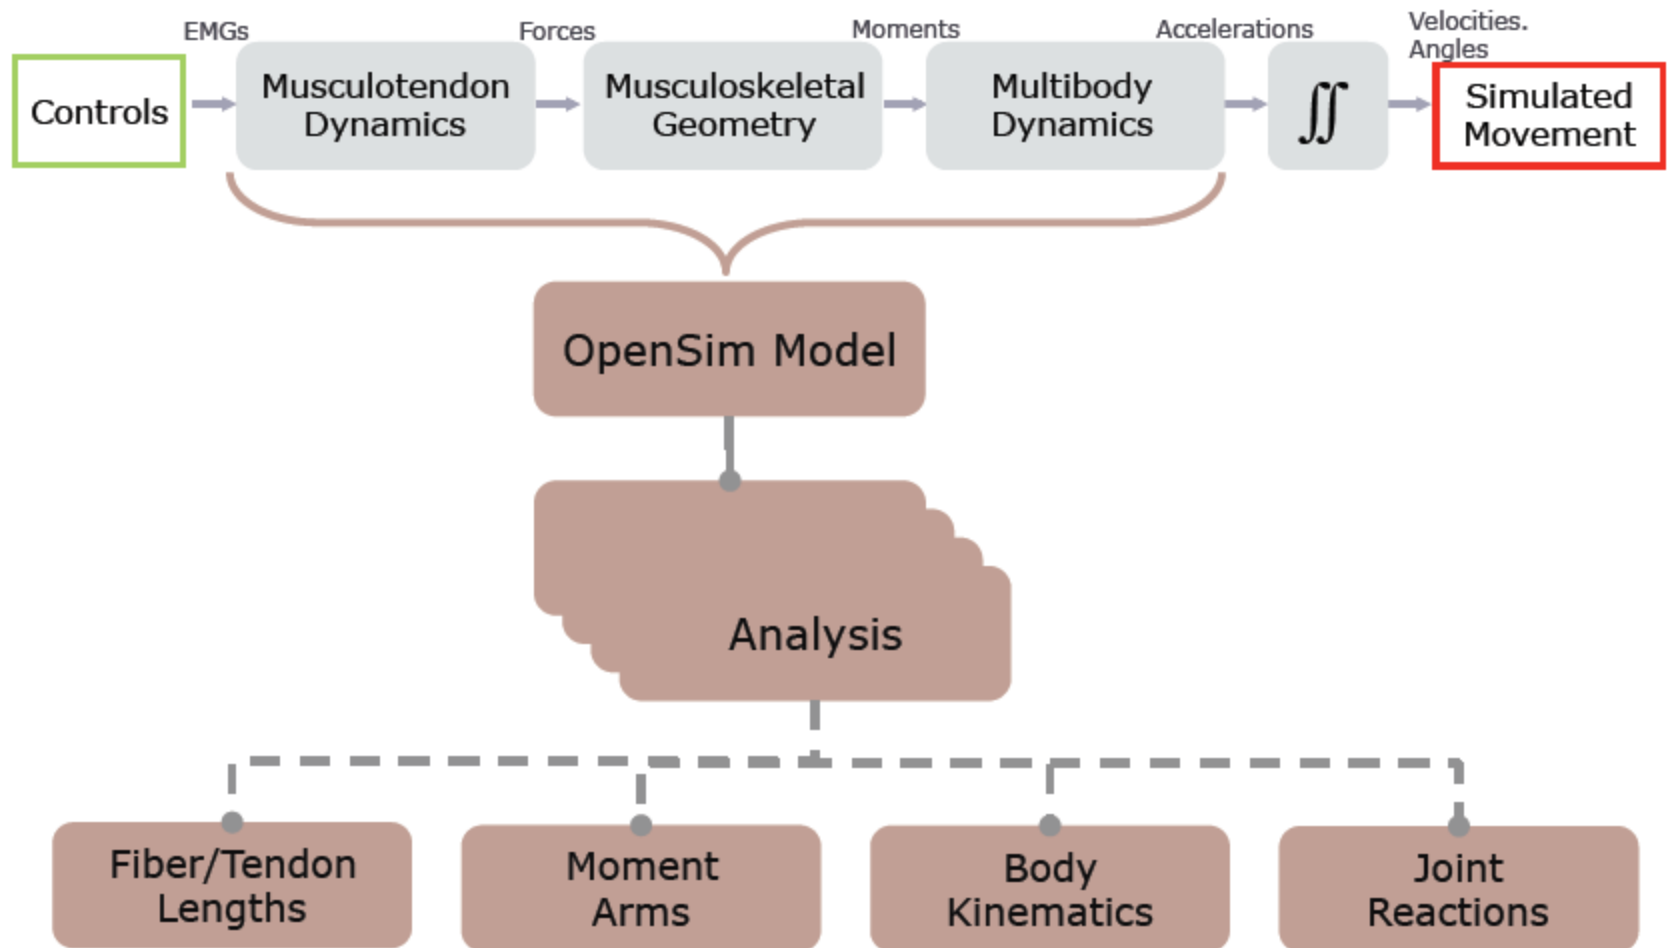 EMGs
Forces
Moments
Accelerations
Velocities.
Angles
Controls
Musculotendon
Dynamics
Musculoskeletal
Geometry
Multibody
Dynamics
∬
Simulated
Movement
OpenSim Model
Analysis
Fiber/Tendon
Lengths
Moment
Arms
Body
Kinematics
Joint
Reactions